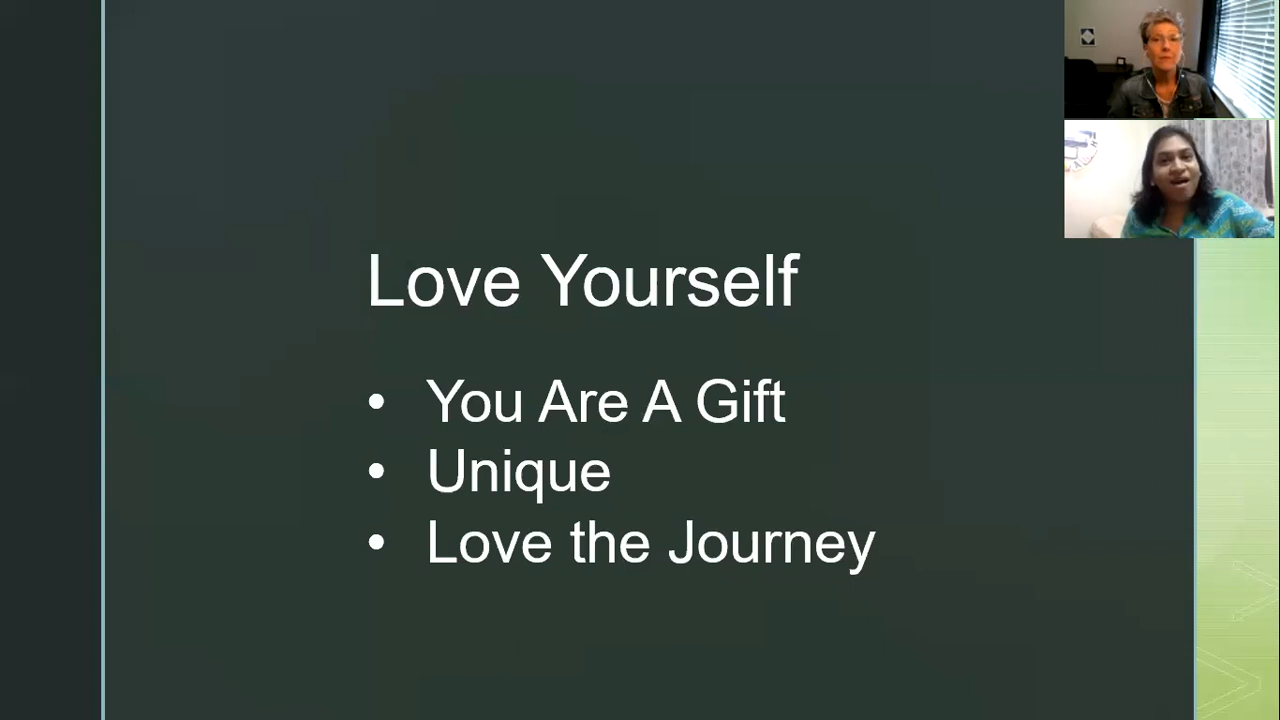 Love Yourself
• You Are A Gift
• Unique
• Love the Journey